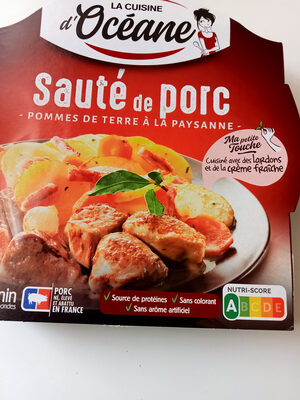 LA CUISINE
d'Océane
sauté de porc
- POMMES DE TERRE À LA PAYSANNE -
Ma petite
Touche
Cuisiné avec des lardons
et de la crème fraîche
✓ Source de protéines ✓ Sans colorant
✓ Sans arôme artificiel
PORC
NÉ, ÉLEVÉ
ET ABATTU
EN FRANCE
NUTRI-SCORE
A B C D E